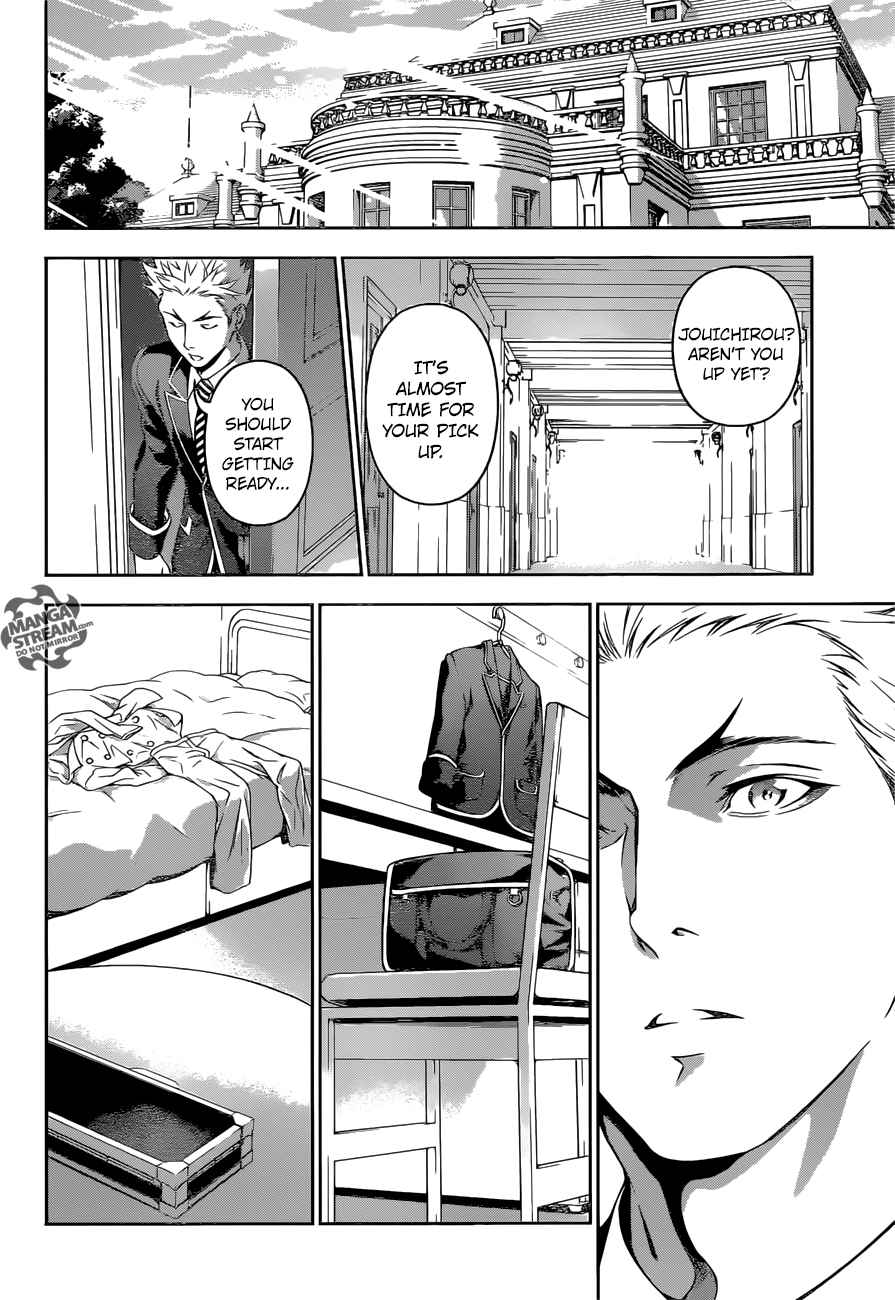 JOUICHIROU?
AREN'T YOU
UP YET?
IT'S
ALMOST
TIME FOR
YOUR PICK
UP.
YOU
SHOULD
START
GETTING
READY...
MANGA
STREAM.com
DO NOT MIRROR